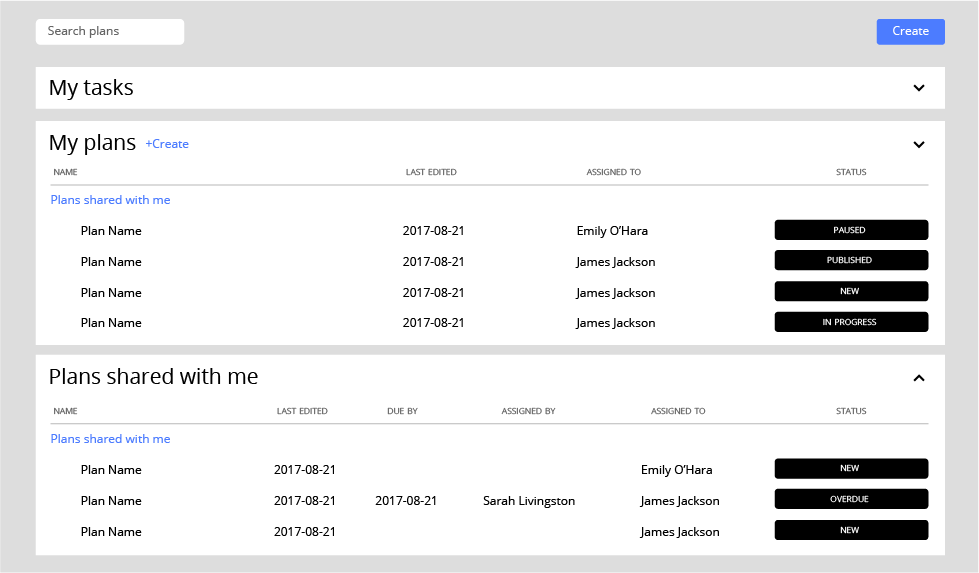 Search plans Create
My tasks
My plans +Create
NAME LAST EDITED ASSIGNED TO STATUS
Plans shared with me
Plan Name 2017-08-21 Emily O’Hara PAUSED
Plan Name 2017-08-21 James Jackson PUBLISHED
Plan Name 2017-08-21 James Jackson NEW
Plan Name 2017-08-21 James Jackson IN PROGRESS
Plans shared with me
NAME LAST EDITED DUE BY ASSIGNED BY ASSIGNED TO STATUS
Plans shared with me
Plan Name 2017-08-21 Emily O’Hara NEW
Plan Name 2017-08-21 2017-08-21 Sarah Livingston James Jackson OVERDUE
Plan Name 2017-08-21 James Jackson NEW